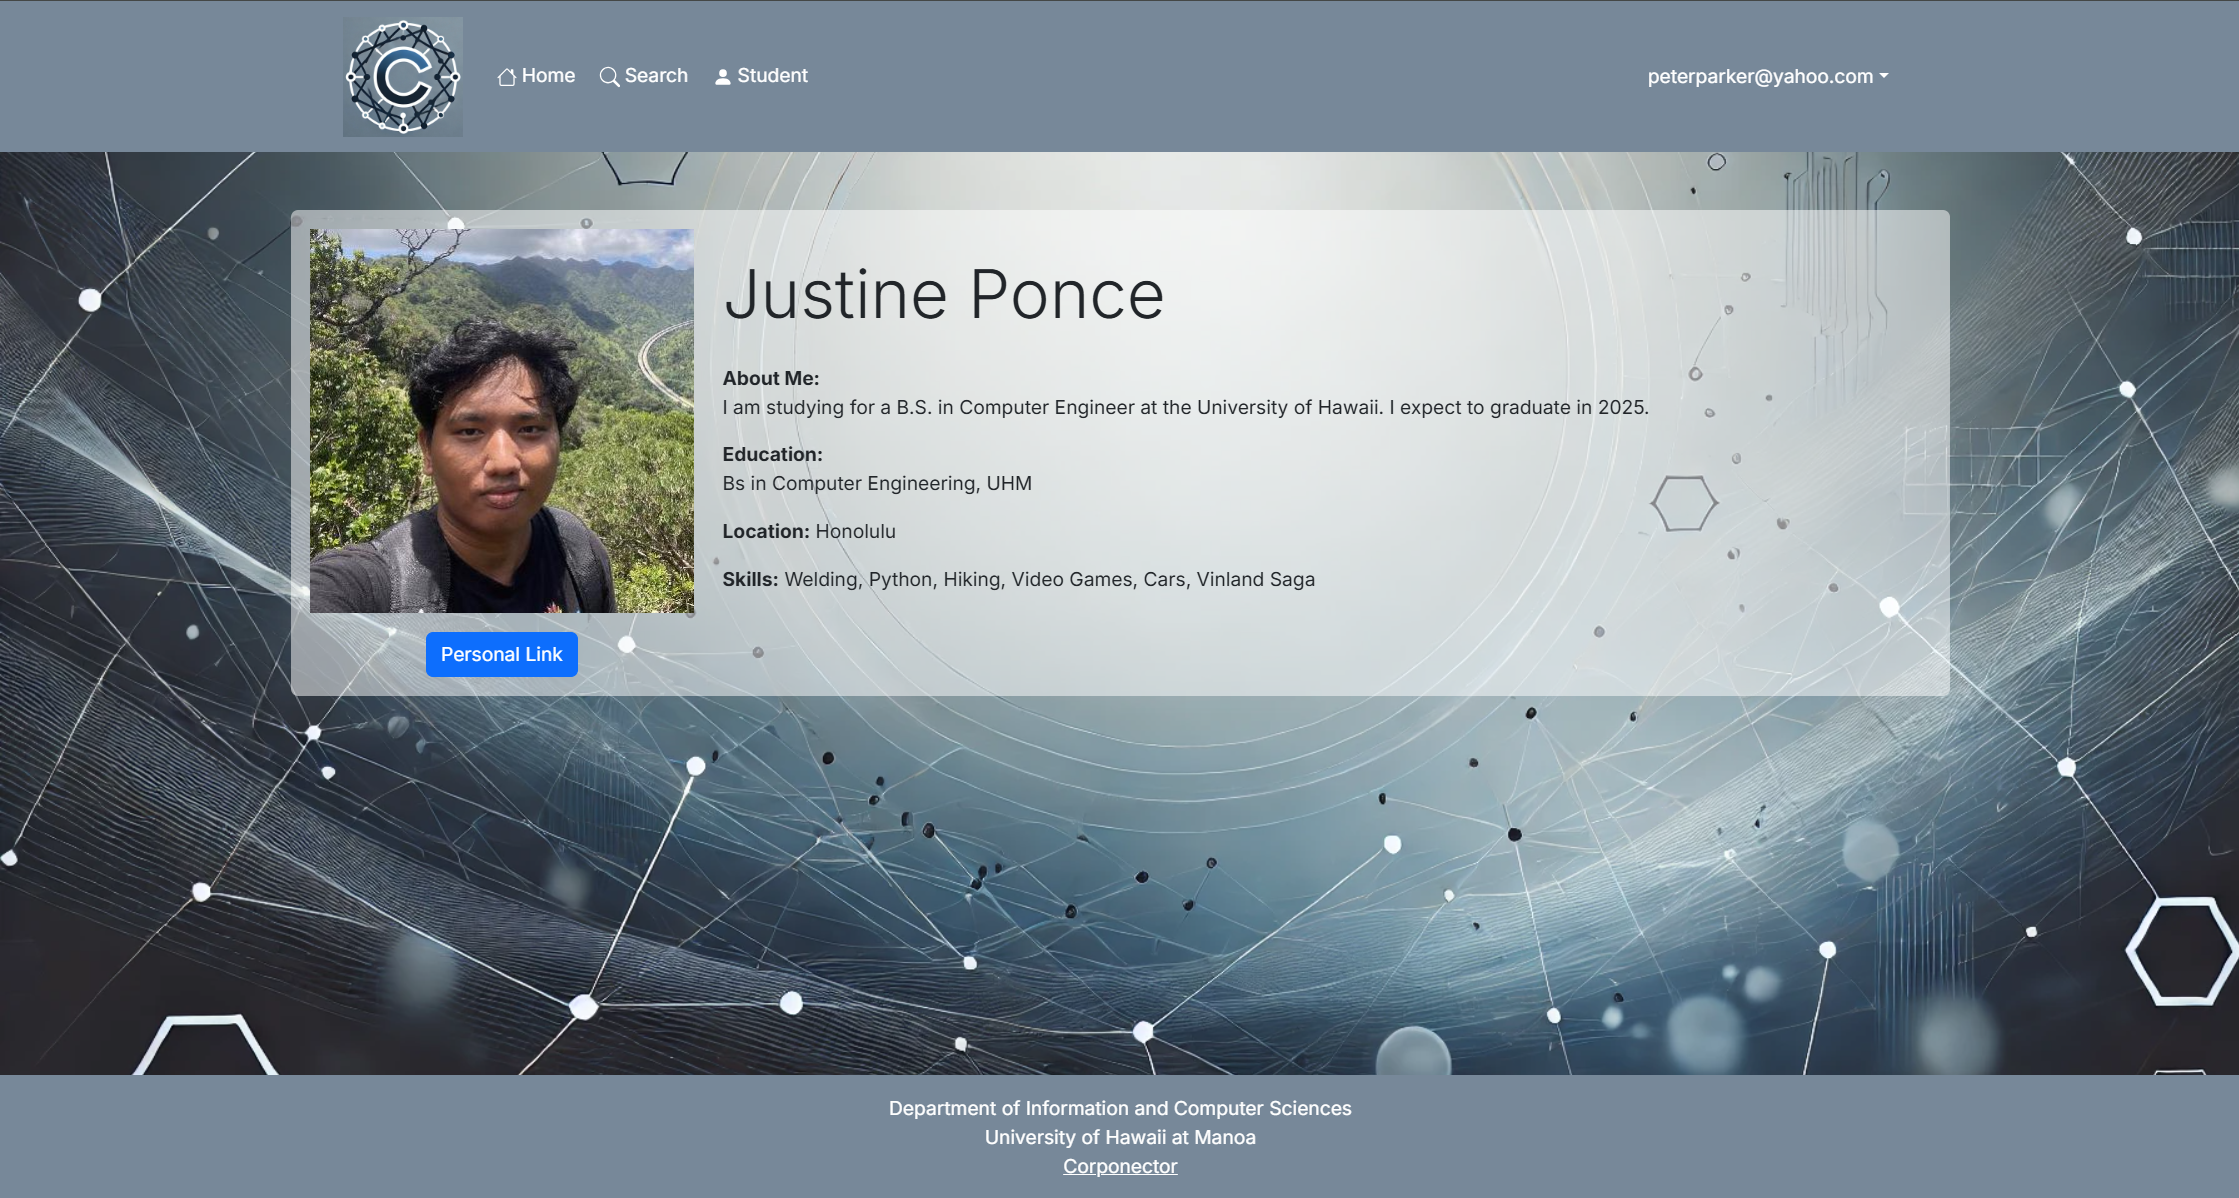 C
Home Search Student peterparker@yahoo.com
Justine Ponce
About Me:
I am studying for a B.S. in Computer Engineer at the University of Hawaii. I expect to graduate in 2025.
Education:
Bs in Computer Engineering, UHM
Location: Honolulu
Skills: Welding, Python, Hiking, Video Games, Cars, Vinland Saga
Personal Link
Department of Information and Computer Sciences
University of Hawaii at Manoa
Corponector